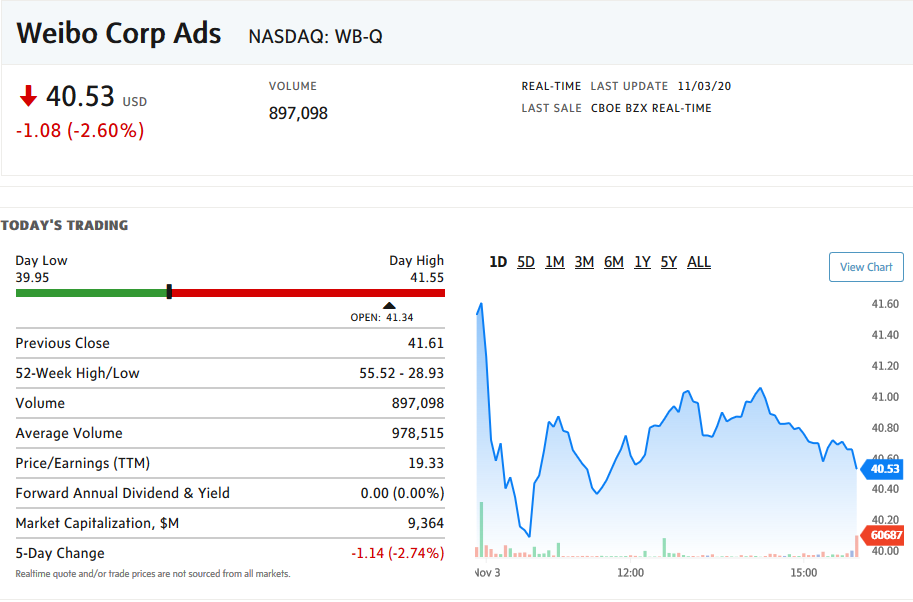 Weibo Corp Ads NASDAQ: WB-Q
40.53 USD
-1.08 (-2.60%)
VOLUME
897,098
REAL-TIME LAST UPDATE 11/03/20
LAST SALE CBOE BZX REAL-TIME
TODAY'S TRADING
Day Low Day High
39.95 41.55
OPEN: 41.34
Previous Close 41.61
52-Week High/Low 55.52 - 28.93
Volume 897,098
Average Volume 978,515
Price/Earnings (TTM) 19.33
Forward Annual Dividend & Yield 0.00 (0.00%)
Market Capitalization, $M 9,364
5-Day Change -1.14 (-2.74%)
Realtime quote and/or trade prices are not sourced from all markets.
1D 5D 1M 3M 6M 1Y 5Y ALL
View Chart
41.60
41.40
41.20
41.00
40.80
40.60
40.53
40.40
40.20
60687
40.00
Nov 3 12:00 15:00